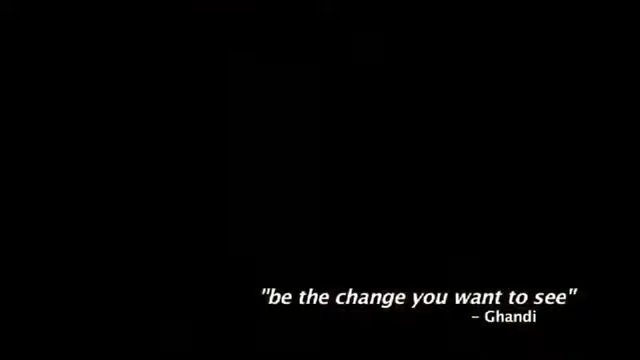 "be the change you want to see"
– Ghandi